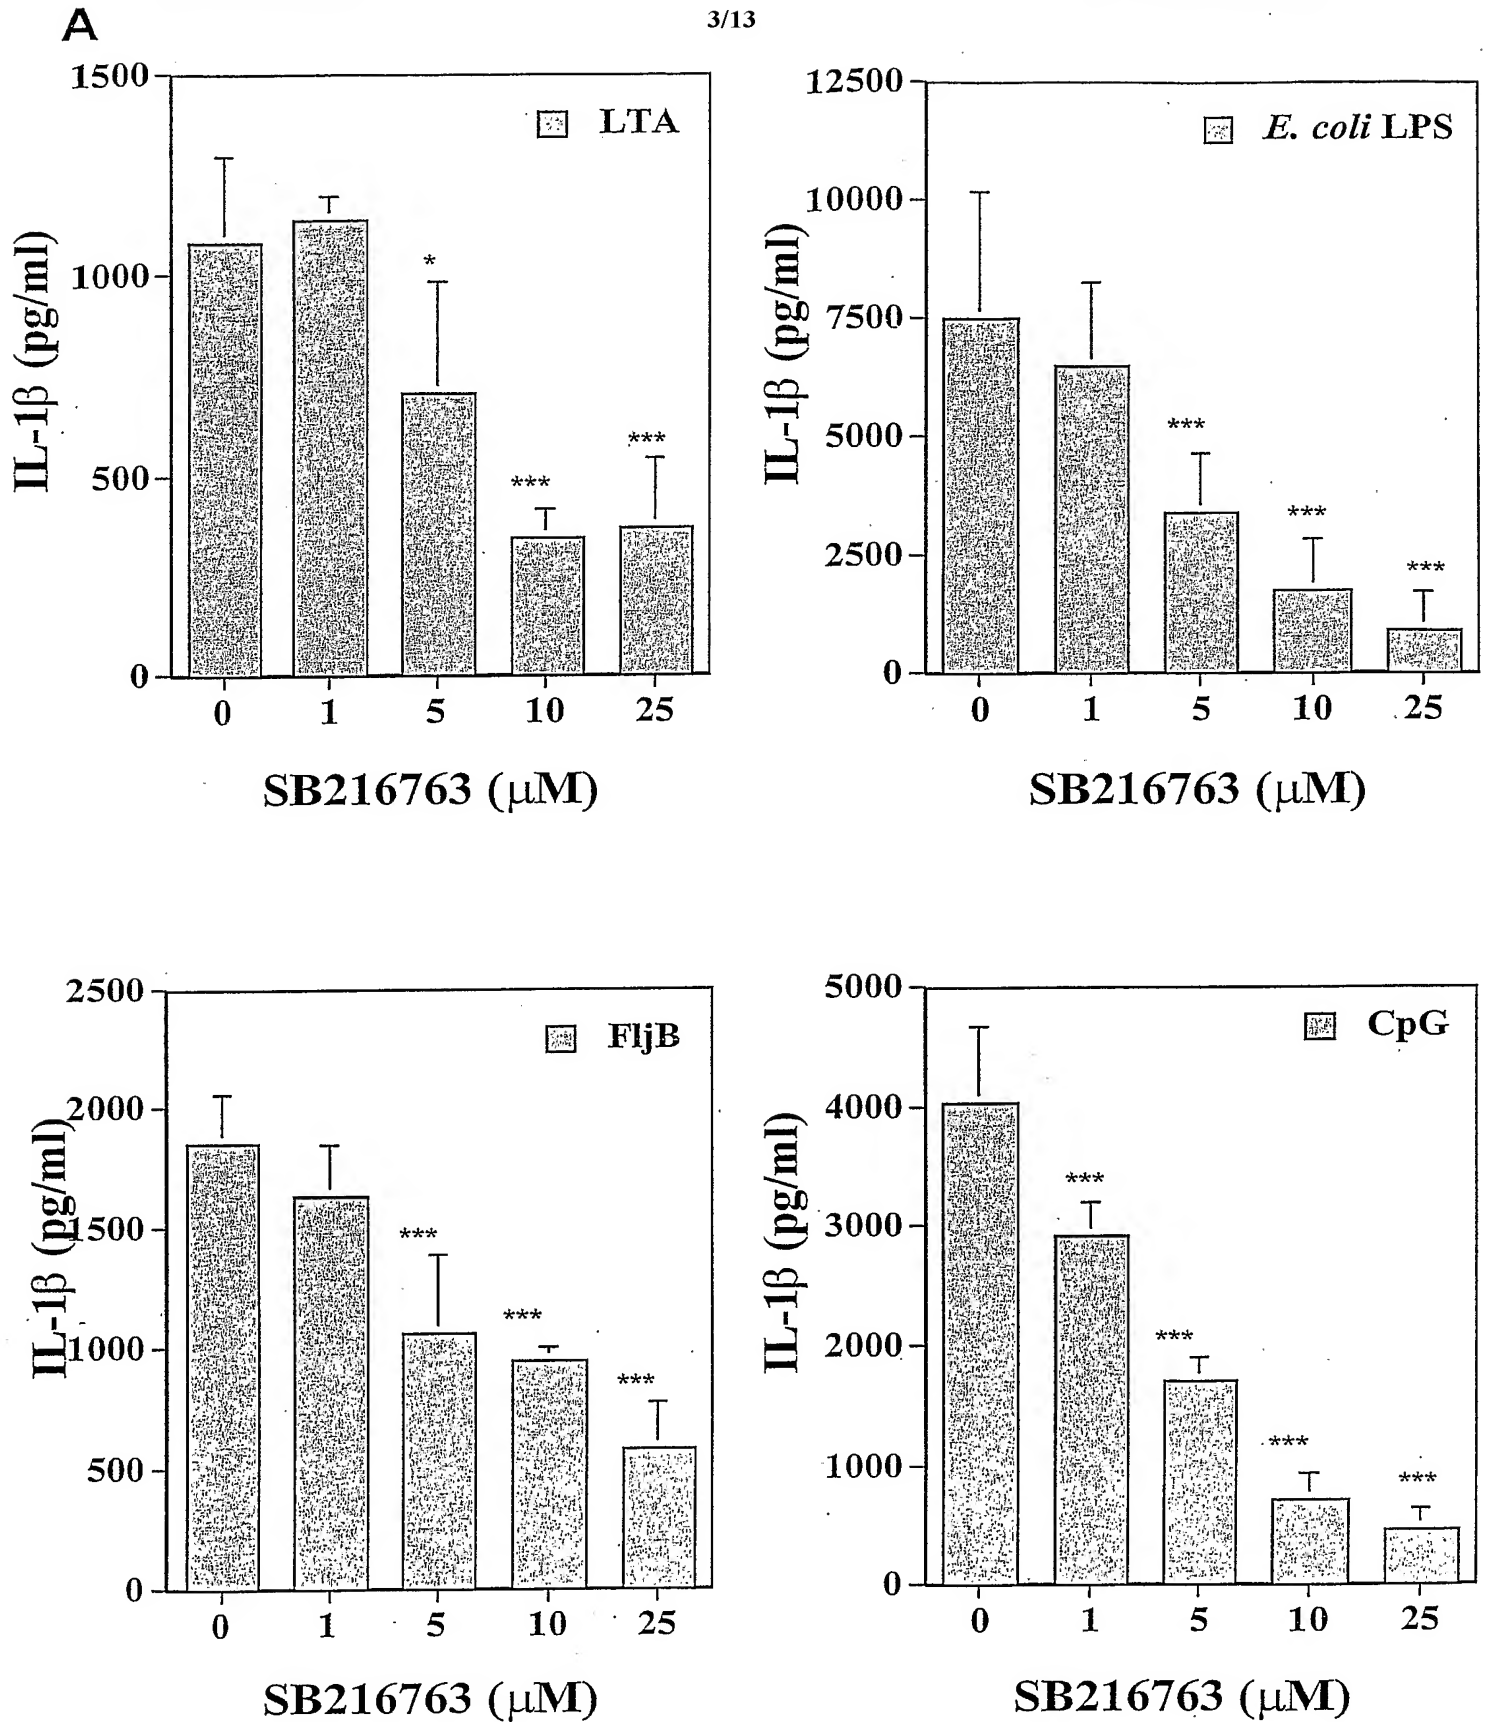 A
3/13
1500
1000
500
0
IL-1β (pg/ml)
LTA
*
***
***
0 1 5 10 25
SB216763 (μM)
12500
10000
7500
5000
2500
0
IL-1β (pg/ml)
E. coli LPS
***
***
***
0 1 5 10 25
SB216763 (μM)
2500
2000
1500
1000
500
0
IL-1β (pg/ml)
FljB
***
***
***
0 1 5 10 25
SB216763 (μM)
5000
4000
3000
2000
1000
0
IL-1β (pg/ml)
CpG
***
***
***
***
0 1 5 10 25
SB216763 (μM)